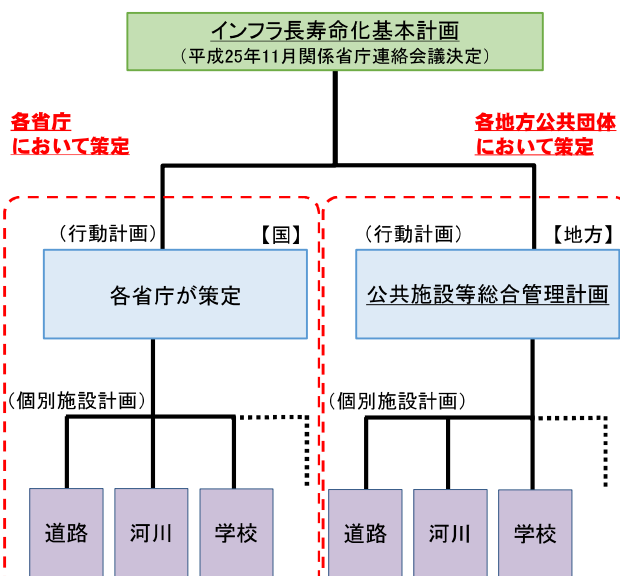 インフラ長寿命化基本計画
（平成25年11月関係省庁連絡会議決定）
各省庁
において策定
各地方公共団体
において策定
（行動計画）
【国】
（行動計画）
【地方】
各省庁が策定
公共施設等総合管理計画
（個別施設計画）
（個別施設計画）
道路
河川
学校
道路
河川
学校